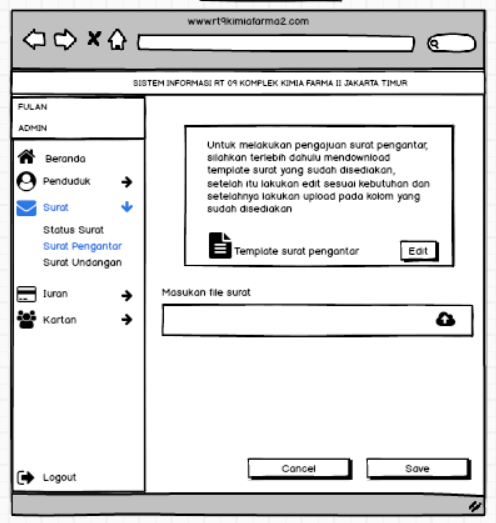 www.rt9kimiafarma2.com
SISTEM INFORMASI RT 09 KOMPLEK KIMIA FARMA II JAKARTA TIMUR
FULAN
ADMIN
Beranda
Penduduk
Surat
Status Surat
Surat Pengantar
Surat Undangan
Iuran
Kartan
Logout
Untuk melakukan pengajuan surat pengantar,
silahkan terlebih dahulu mendownload
template surat yang sudah disediakan,
setelah itu lakukan edit sesuai kebutuhan dan
setelahnya lakukan upload pada kolom yang
sudah disediakan
Template surat pengantar
Edit
Masukan file surat
Cancel
Save